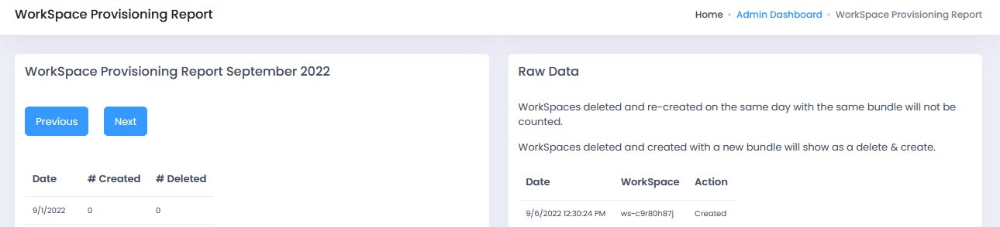 WorkSpace Provisioning Report
Home • Admin Dashboard • WorkSpace Provisioning Report
WorkSpace Provisioning Report September 2022
Previous Next
Date # Created # Deleted
9/1/2022 0 0
Raw Data
WorkSpaces deleted and re-created on the same day with the same bundle will not be
counted.
WorkSpaces deleted and created with a new bundle will show as a delete & create.
Date WorkSpace Action
9/6/2022 12:30:24 PM ws-c9r80h87j Created